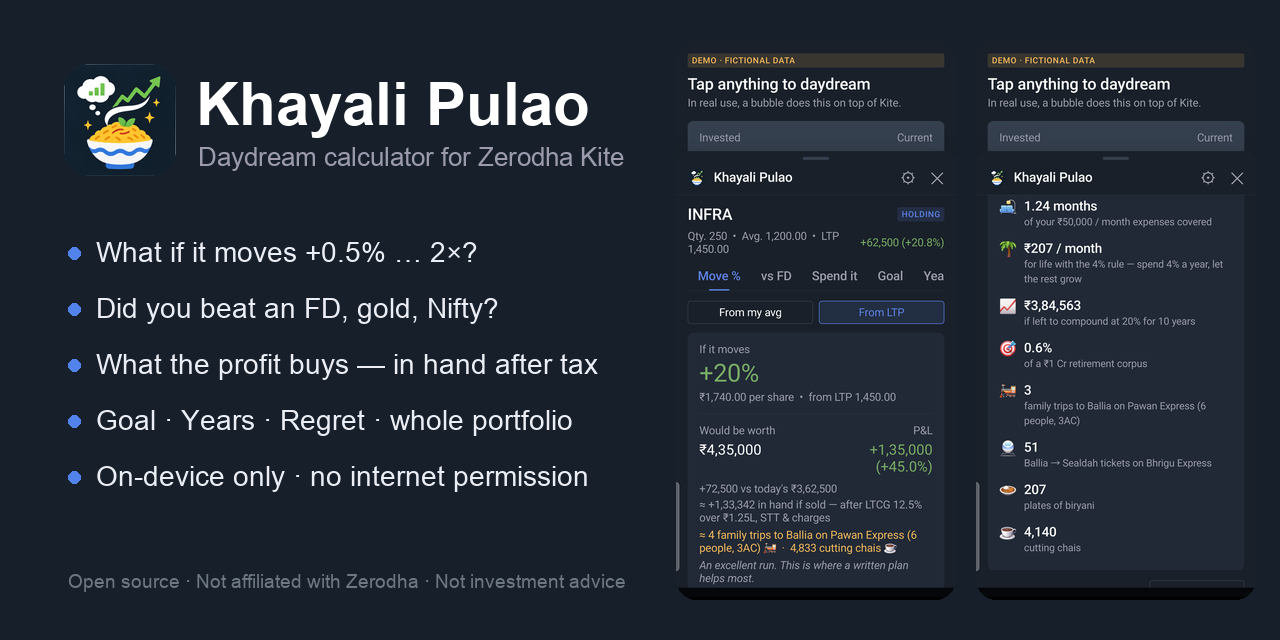 Khayali Pulao
Daydream calculator for Zerodha Kite
What if it moves +0.5% … 2×?
Did you beat an FD, gold, Nifty?
What the profit buys — in hand after tax
Goal · Years · Regret · whole portfolio
On-device only · no internet permission
Open source · Not affiliated with Zerodha · Not investment advice
DEMO · FICTIONAL DATA
Tap anything to daydream
In real use, a bubble does this on top of Kite.
Invested Current
Khayali Pulao
INFRA HOLDING
Qty. 250 • Avg. 1,200.00 • LTP
1,450.00
+62,500 (+20.8%)
Move % vs FD Spend it Goal Yea
From my avg From LTP
If it moves
+20%
₹1,740.00 per share • from LTP 1,450.00
Would be worth P&L
₹4,35,000 +1,35,000
(+45.0%)
+72,500 vs today's ₹3,62,500
≈ +1,33,342 in hand if sold — after LTCG 12.5%
over ₹1.25L, STT & charges
≈ 4 family trips to Ballia on Pawan Express (6
people, 3AC) 🚂 · 4,833 cutting chais ☕
An excellent run. This is where a written plan
helps most.
DEMO · FICTIONAL DATA
Tap anything to daydream
In real use, a bubble does this on top of Kite.
Invested Current
Khayali Pulao
1.24 months
of your ₹50,000 / month expenses covered
₹207 / month
for life with the 4% rule — spend 4% a year, let
the rest grow
₹3,84,563
if left to compound at 20% for 10 years
0.6%
of a ₹1 Cr retirement corpus
3
family trips to Ballia on Pawan Express (6
people, 3AC)
51
Ballia → Sealdah tickets on Bhrigu Express
207
plates of biryani
4,140
cutting chais